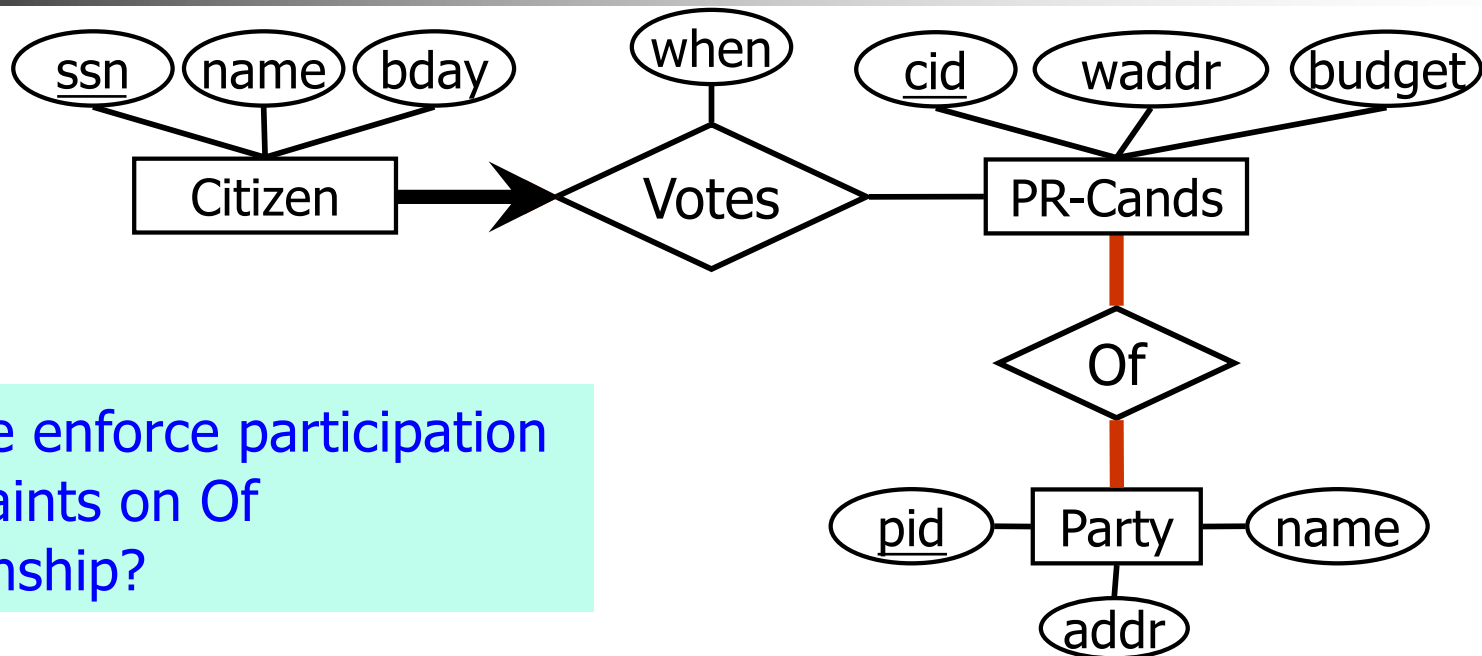 ssn name bday when cid waddr budget
Citizen Votes PR-Cands
Of
e enforce participation
aints on Of
nship?
pid Party name
addr